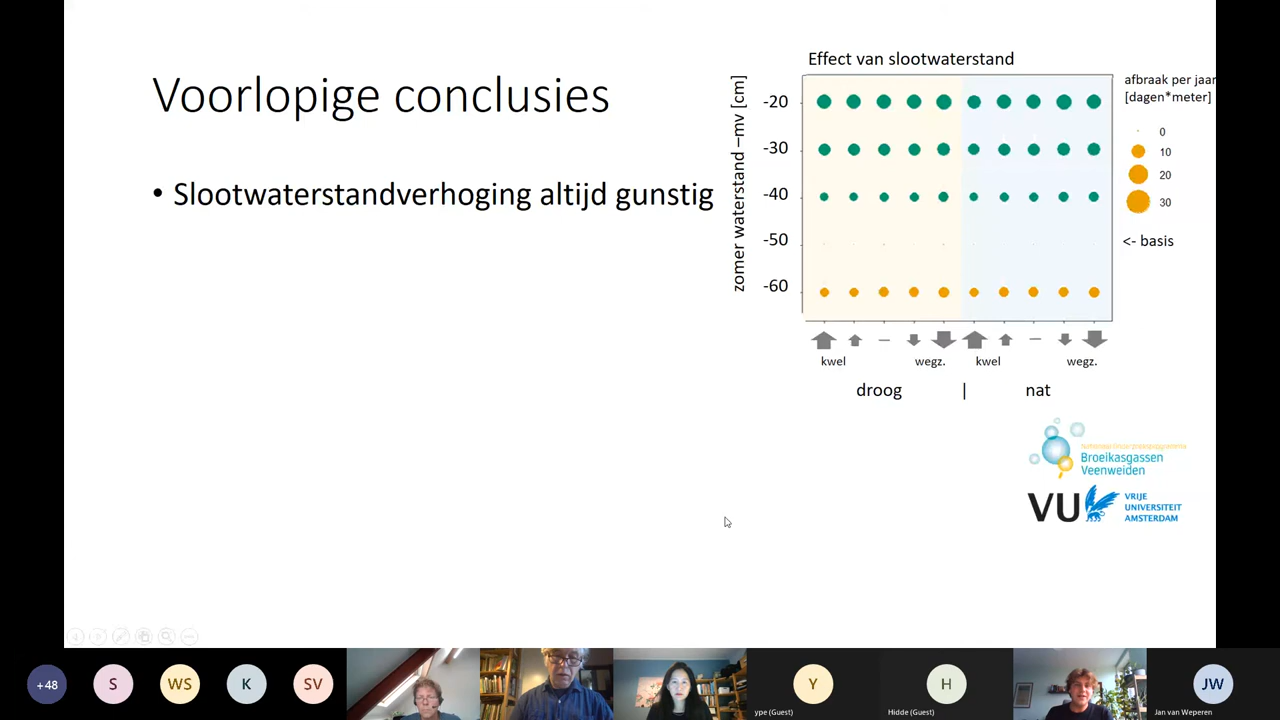 Voorlopige conclusies
• Slootwaterstandverhoging altijd gunstig
Effect van slootwaterstand
zomer waterstand –mv [cm]
-20
-30
-40
-50
-60
kwel wegz. kwel wegz.
droog | nat
afbraak per jaar
[dagen*meter]
0
10
20
30
<- basis
Broeikasgassen
Veenweiden
VU
VRIJE
UNIVERSITEIT
AMSTERDAM
+48
S
WS
K
SV
Y
ype (Guest)
H
Hidde (Guest)
JW
Jan van Weperen